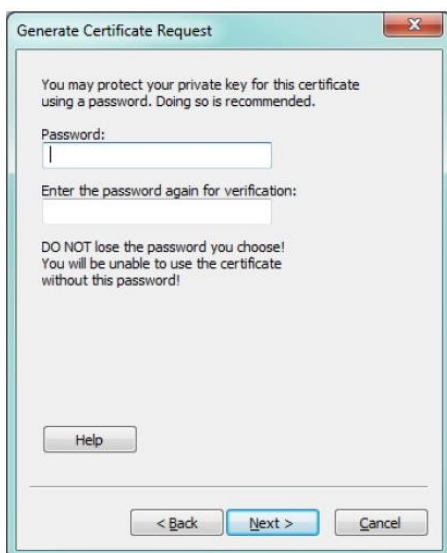 Generate Certificate Request
You may protect your private key for this certificate
using a password. Doing so is recommended.
Password:
Enter the password again for verification:
DO NOT lose the password you choose!
You will be unable to use the certificate
without this password!
Help
< Back Next > Cancel